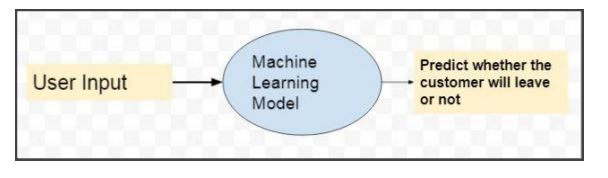 User Input
Machine
Learning
Model
Predict whether the
customer will leave
or not